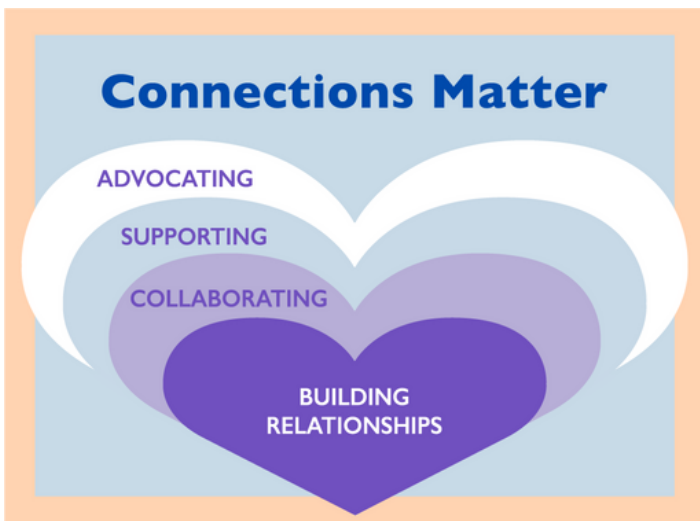 Connections Matter
ADVOCATING
SUPPORTING
COLLABORATING
BUILDING
RELATIONSHIPS